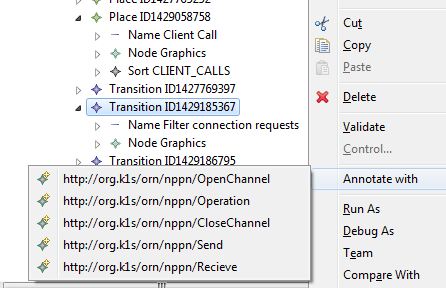 Place ID1429058758
Name Client Call
Node Graphics
Sort CLIENT_CALLS
Transition ID1427769397
Transition ID1429185367
Name Filter connection requests
Node Graphics
Transition ID1429186795
http://org.k1s/orn/nppn/OpenChannel
http://org.k1s/orn/nppn/Operation
http://org.k1s/orn/nppn/CloseChannel
http://org.k1s/orn/nppn/Send
http://org.k1s/orn/nppn/Recieve
Cut
Copy
Paste
Delete
Validate
Control...
Annotate with
Run As
Debug As
Team
Compare With